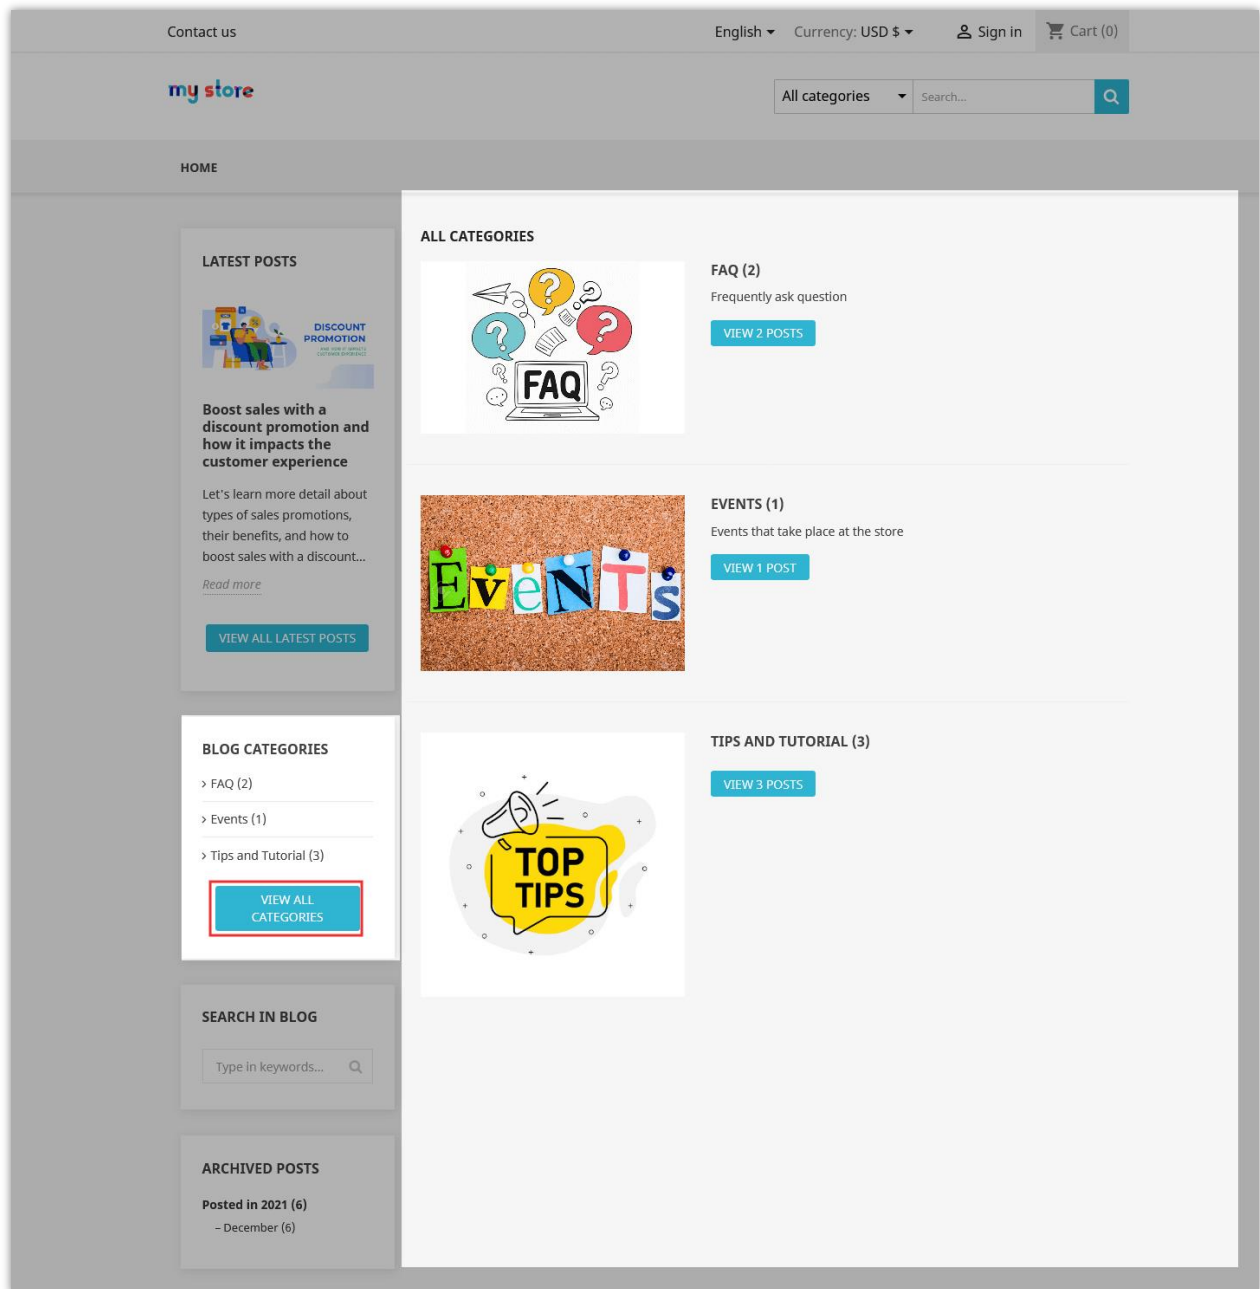 Contact us
English
Currency: USD $
Sign in
Cart (0)
my store
All categories
Search...
HOME
LATEST POSTS
DISCOUNT
PROMOTION
AND HOW IT IMPACTS
CUSTOMER EXPERIENCE
Boost sales with a
discount promotion and
how it impacts the
customer experience
Let's learn more detail about
types of sales promotions,
their benefits, and how to
boost sales with a discount...
Read more
VIEW ALL LATEST POSTS
BLOG CATEGORIES
> FAQ (2)
> Events (1)
> Tips and Tutorial (3)
VIEW ALL
CATEGORIES
SEARCH IN BLOG
Type in keywords...
ARCHIVED POSTS
Posted in 2021 (6)
– December (6)
ALL CATEGORIES
FAQ
FAQ (2)
Frequently ask question
VIEW 2 POSTS
EveNTs
EVENTS (1)
Events that take place at the store
VIEW 1 POST
TOP
TIPS
TIPS AND TUTORIAL (3)
VIEW 3 POSTS